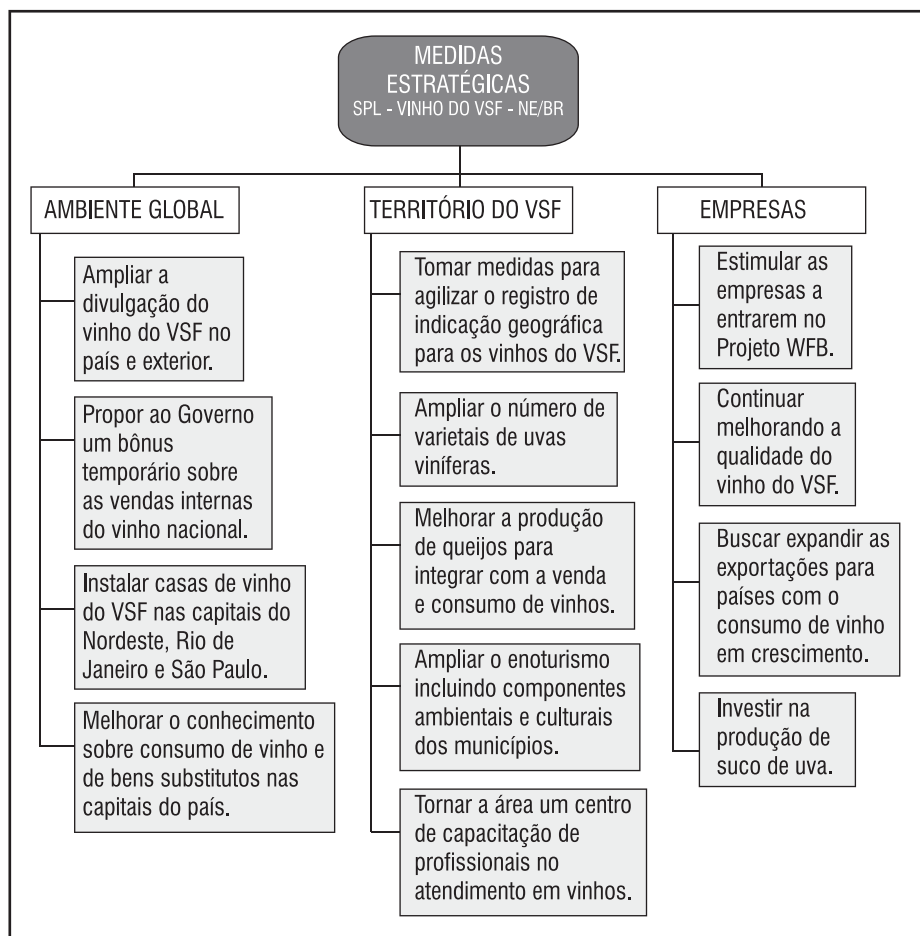 MEDIDAS
ESTRATÉGICAS
SPL - VINHO DO VSF - NE/BR
AMBIENTE GLOBAL
Ampliar a
divulgação do
vinho do VSF no
país e exterior.
Propor ao Governo
um bônus
temporário sobre
as vendas internas
do vinho nacional.
Instalar casas de vinho
do VSF nas capitais do
Nordeste, Rio de
Janeiro e São Paulo.
Melhorar o conhecimento
sobre consumo de vinho e
de bens substitutos nas
capitais do país.
TERRITÓRIO DO VSF
Tomar medidas para
agilizar o registro de
indicação geográfica
para os vinhos do VSF.
Ampliar o número de
varietais de uvas
viníferas.
Melhorar a produção
de queijos para
integrar com a venda
e consumo de vinhos.
Ampliar o enoturismo
incluindo componentes
ambientais e culturais
dos municípios.
Tornar a área um centro
de capacitação de
profissionais no
atendimento em vinhos.
EMPRESAS
Estimular as
empresas a
entrarem no
Projeto WFB.
Continuar
melhorando a
qualidade do
vinho do VSF.
Buscar expandir as
exportações para
países com o
consumo de vinho
em crescimento.
Investir na
produção de
suco de uva.